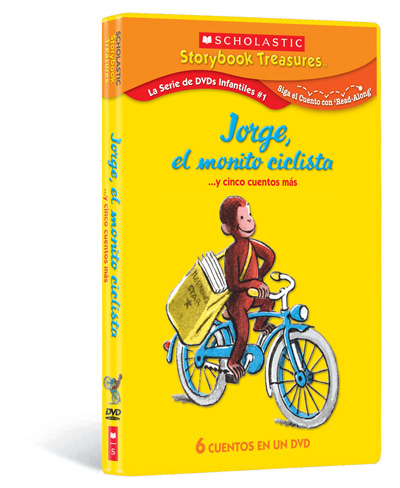 SCHOLASTIC
Storybook Treasures™
La Serie de DVDs Infantiles #1
Siga el Cuento con 'Read-Along'
Jorge,
el monito ciclista
...y cinco cuentos más
6 CUENTOS EN UN DVD
SCHOLASTIC
Storybook
Treasures
Jorge, el monito ciclista
...y cinco cuentos más
DVD
S